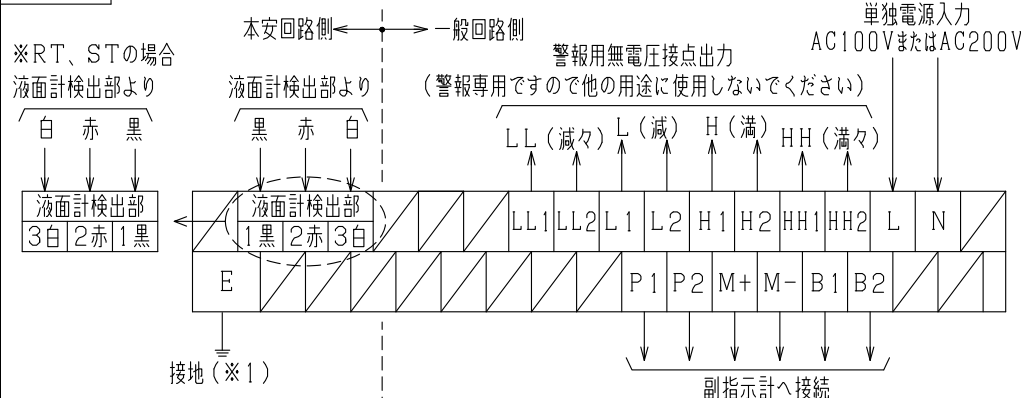 本安回路側
一般回路側
単独電源入力
AC100VまたはAC200V
※RT、STの場合
液面計検出部より
白 赤 黒
液面計検出部より
黒 赤 白
警報用無電圧接点出力
(警報専用ですので他の用途に使用しないでください)
LL(減々) L(減) H(満) HH(満々)
液面計検出部
3白 2赤 1黒
液面計検出部
1黒 2赤 3白
LL1 LL2 L1 L2 H1 H2 HH1 HH2 L N
E P1 P2 M+ M- B1 B2
接地(※1)
副指示計へ接続